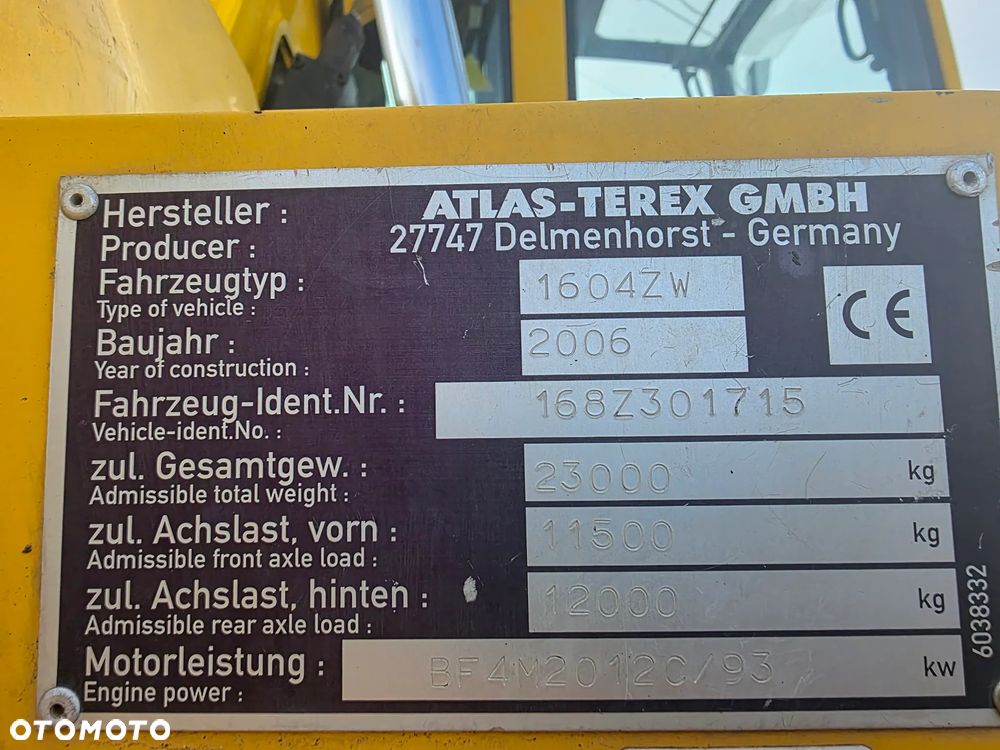 Hersteller : ATLAS-TEREX GMBH
Producer : 27747 Delmenhorst - Germany
Fahrzeugtyp : 1604ZW
Type of vehicle :
Baujahr : 2006
Year of construction :
Fahrzeug-Ident.Nr. : 168Z301715
Vehicle-ident.No. :
CE
zul. Gesamtgew. : 23000 kg
Admissible total weight :
zul. Achslast, vorn : 11500 kg
Admissible front axle load :
zul. Achslast, hinten : 12000 kg
Admissible rear axle load :
Motorleistung : BF4M2012C/93 kw
Engine power :
6038332
OTOMOTO